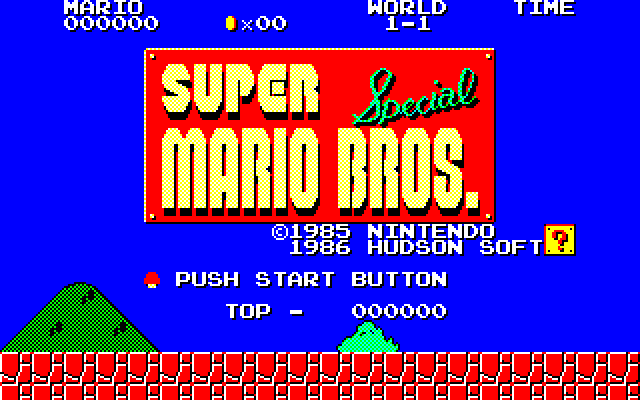 MARIO WORLD TIME
000000 ×00 1-1
SUPER Special
MARIO BROS.
©1985 NINTENDO
1986 HUDSON SOFT ?
PUSH START BUTTON
TOP - 000000